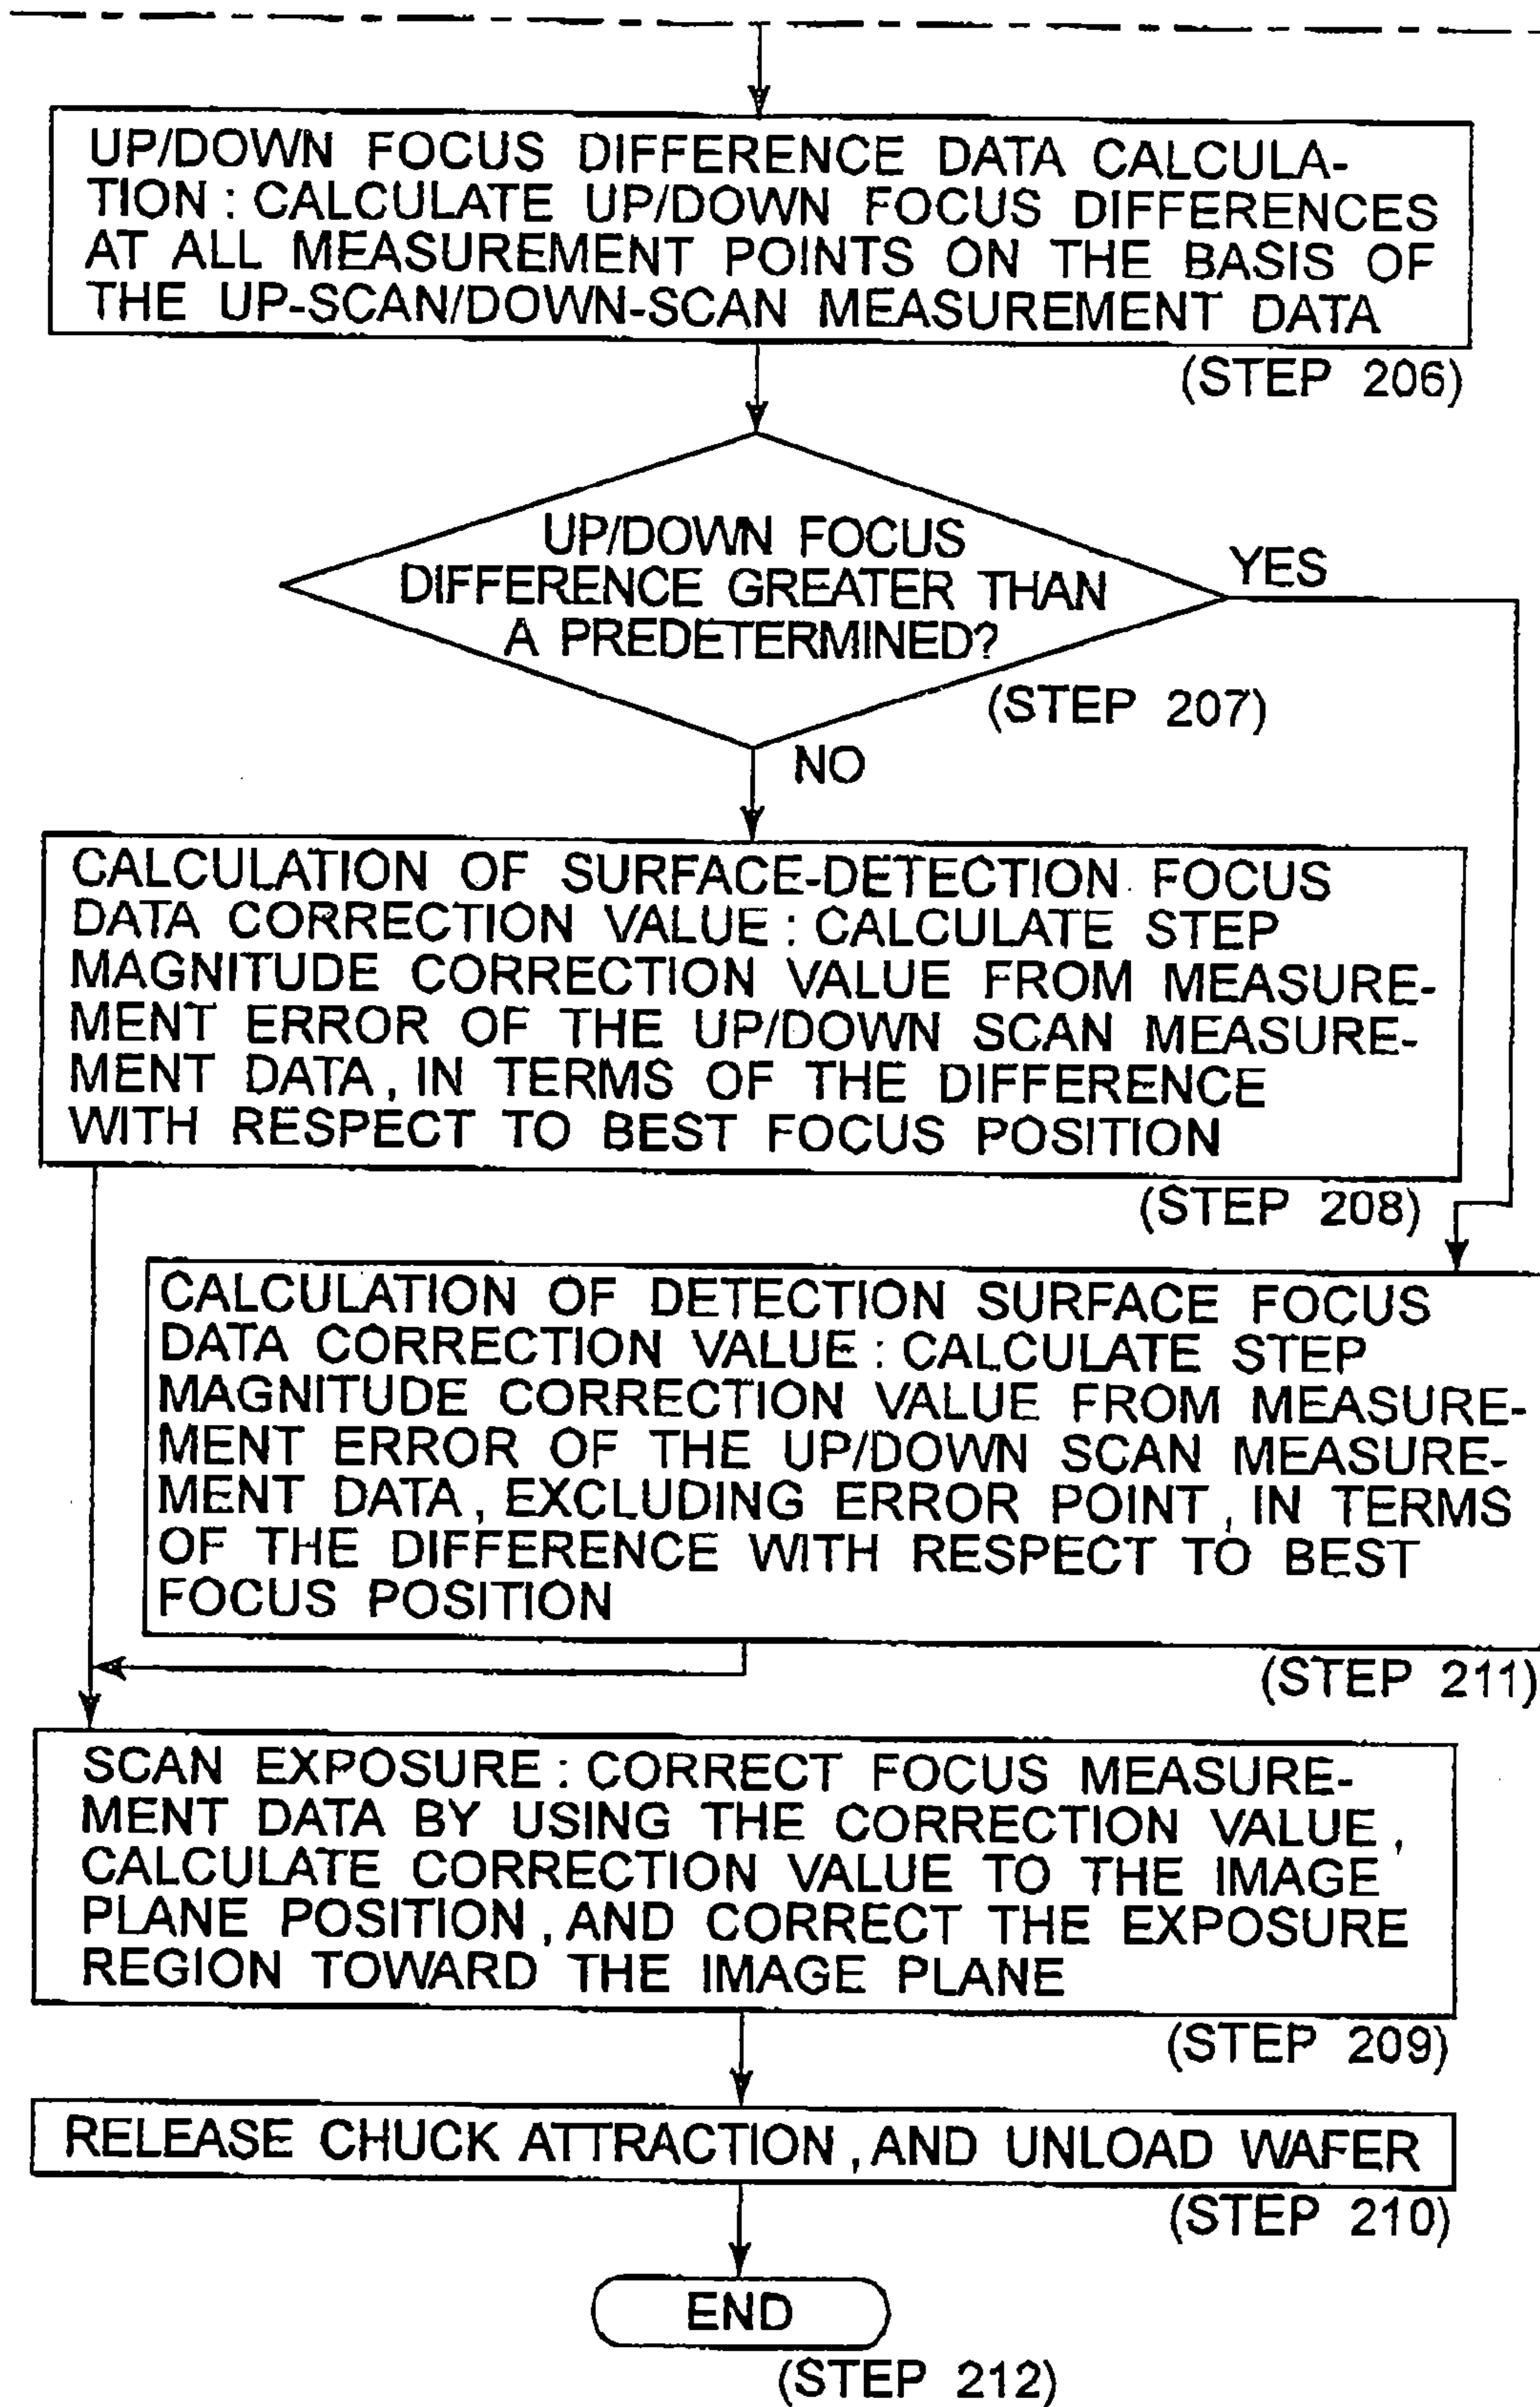 UP/DOWN FOCUS DIFFERENCE DATA CALCULA-
TION : CALCULATE UP/DOWN FOCUS DIFFERENCES
AT ALL MEASUREMENT POINTS ON THE BASIS OF
THE UP-SCAN/DOWN-SCAN MEASUREMENT DATA
(STEP 206)
UP/DOWN FOCUS
DIFFERENCE GREATER THAN
A PREDETERMINED?
YES
(STEP 207)
NO
CALCULATION OF SURFACE-DETECTION FOCUS
DATA CORRECTION VALUE : CALCULATE STEP
MAGNITUDE CORRECTION VALUE FROM MEASURE-
MENT ERROR OF THE UP/DOWN SCAN MEASURE-
MENT DATA, IN TERMS OF THE DIFFERENCE
WITH RESPECT TO BEST FOCUS POSITION
(STEP 208)
CALCULATION OF DETECTION SURFACE FOCUS
DATA CORRECTION VALUE : CALCULATE STEP
MAGNITUDE CORRECTION VALUE FROM MEASURE-
MENT ERROR OF THE UP/DOWN SCAN MEASURE-
MENT DATA, EXCLUDING ERROR POINT, IN TERMS
OF THE DIFFERENCE WITH RESPECT TO BEST
FOCUS POSITION
(STEP 211)
SCAN EXPOSURE : CORRECT FOCUS MEASURE-
MENT DATA BY USING THE CORRECTION VALUE,
CALCULATE CORRECTION VALUE TO THE IMAGE
PLANE POSITION, AND CORRECT THE EXPOSURE
REGION TOWARD THE IMAGE PLANE
(STEP 209)
RELEASE CHUCK ATTRACTION, AND UNLOAD WAFER
(STEP 210)
END
(STEP 212)